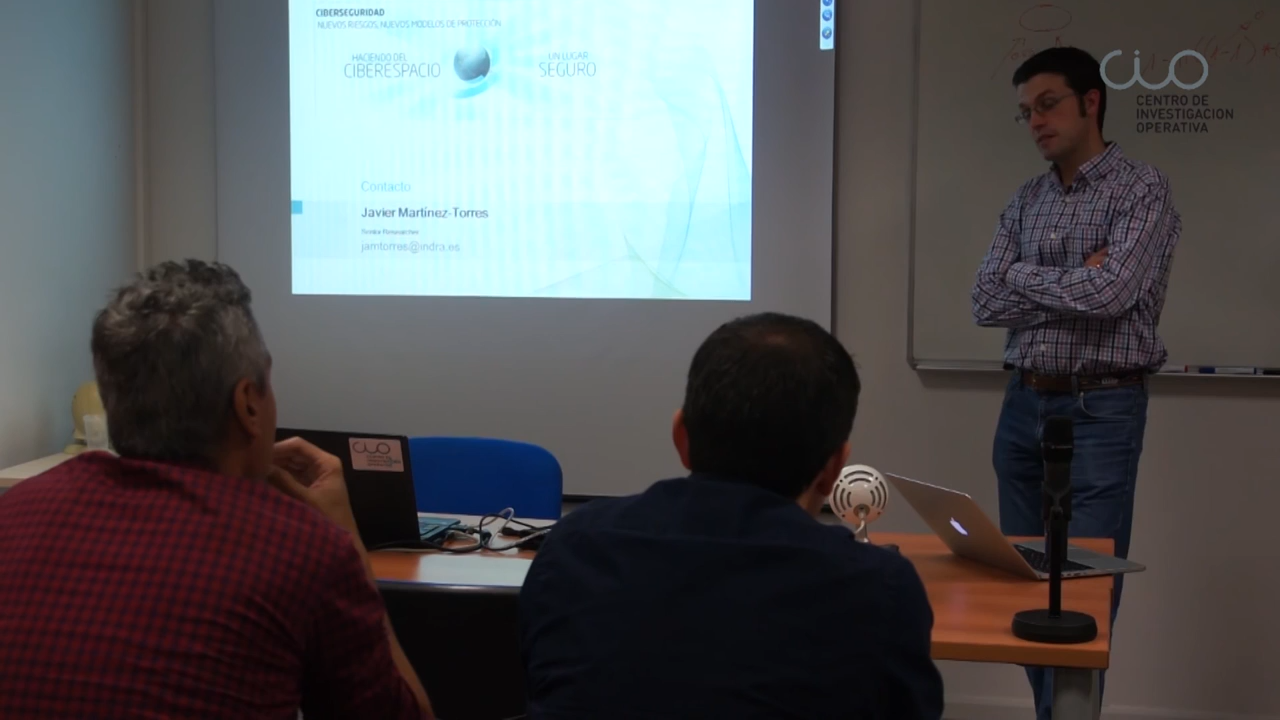 CIBERSEGURIDAD
NUEVOS RIESGOS, NUEVOS MODELOS DE PROTECCIÓN
HACIENDO DEL
CIBERESPACIO
UN LUGAR
SEGURO
Contacto
Javier Martínez-Torres
jamtorres@indra.es
CIO
CENTRO DE
INVESTIGACION
OPERATIVA
CIO